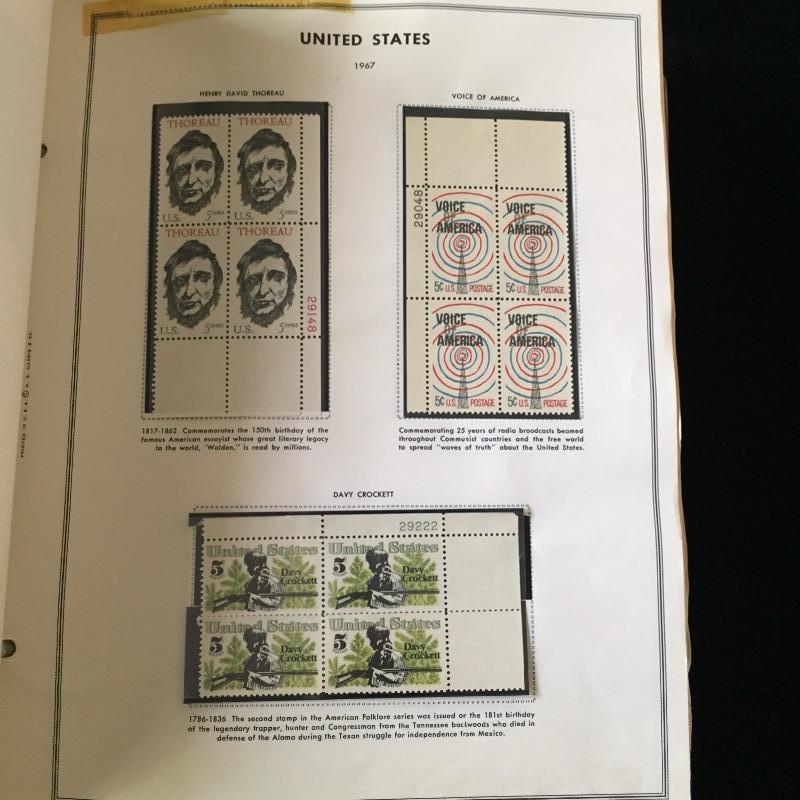 UNITED STATES
1967
HENRY DAVID THOREAU
THOREAU THOREAU
U.S. 5 CENTS U.S. 5 CENTS
THOREAU THOREAU
U.S. 5 CENTS U.S. 5 CENTS
29148
1817-1862 Commemorates the 150th birthday of the
famous American essayist whose great literary legacy
to the world, 'Walden," is read by millions.
VOICE OF AMERICA
29048
VOICE VOICE
OF OF
AMERICA AMERICA
5¢ U.S. POSTAGE 5¢ U.S. POSTAGE
VOICE VOICE
OF OF
AMERICA AMERICA
5¢ U.S. POSTAGE 5¢ U.S. POSTAGE
Commemorating 25 years of radio broadcasts beamed
throughout Communist countries and the free world
to spread "waves of truth" about the United States.
DAVY CROCKETT
29222
United States United States
5 Davy 5 Davy
Crockett Crockett
United States United States
5 Davy 5 Davy
Crockett Crockett
1786-1836 The second stamp in the American Folklore series was issued or the 181st birthday
of the legendary trapper, hunter and Congressman from the Tennessee backwoods who died in
defense of the Alamo during the Texan struggle for independence from Mexico.
PRINTED IN U.S.A. © H. E. HARRIS & CO.